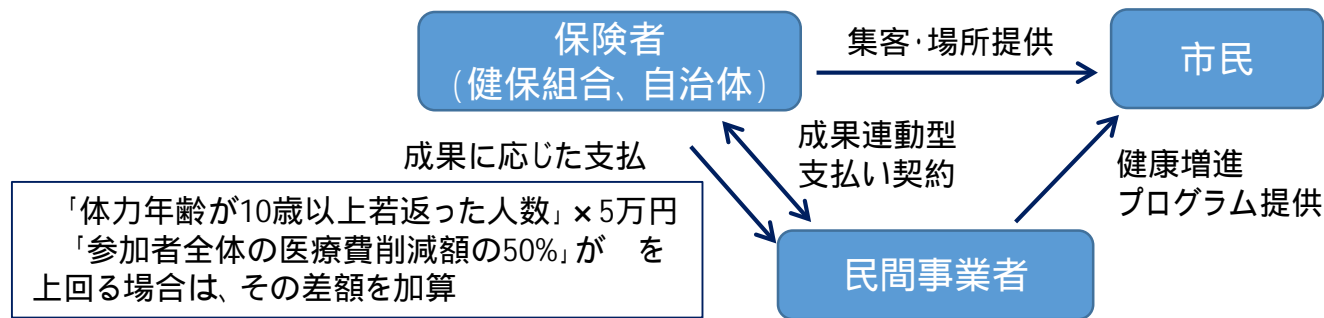 保険者
(健保組合、自治体)
集客・場所提供
市民
成果に応じた支払
成果連動型
支払い契約
健康増進
プログラム提供
「体力年齢が10歳以上若返った人数」×5万円
「参加者全体の医療費削減額の50%」が を
上回る場合は、その差額を加算
民間事業者